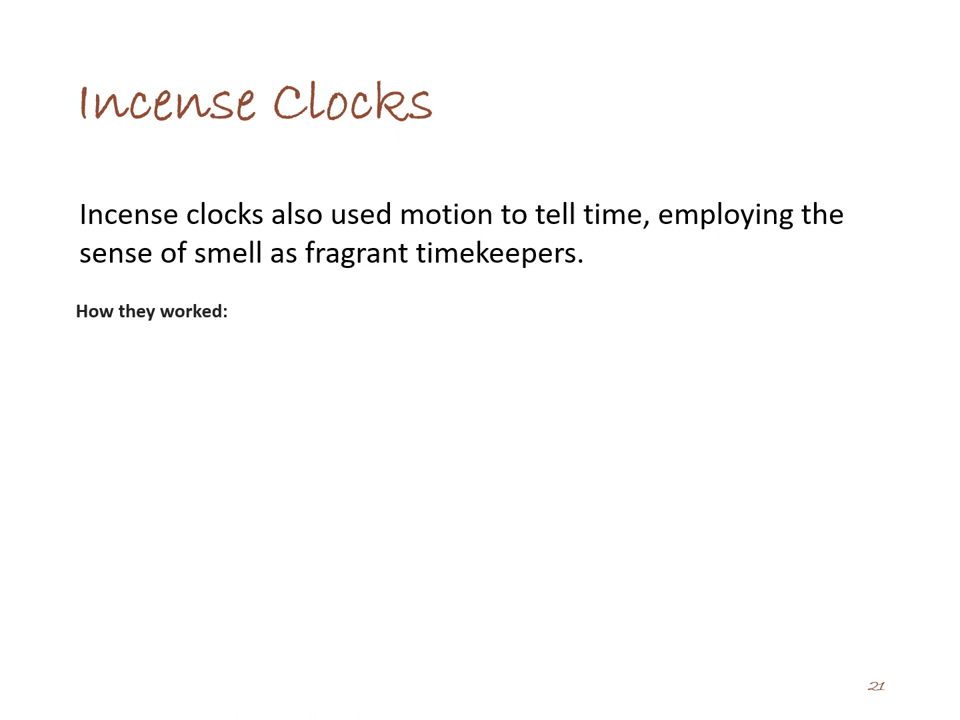 Incense Clocks
Incense clocks also used motion to tell time, employing the
sense of smell as fragrant timekeepers.
How they worked:
21